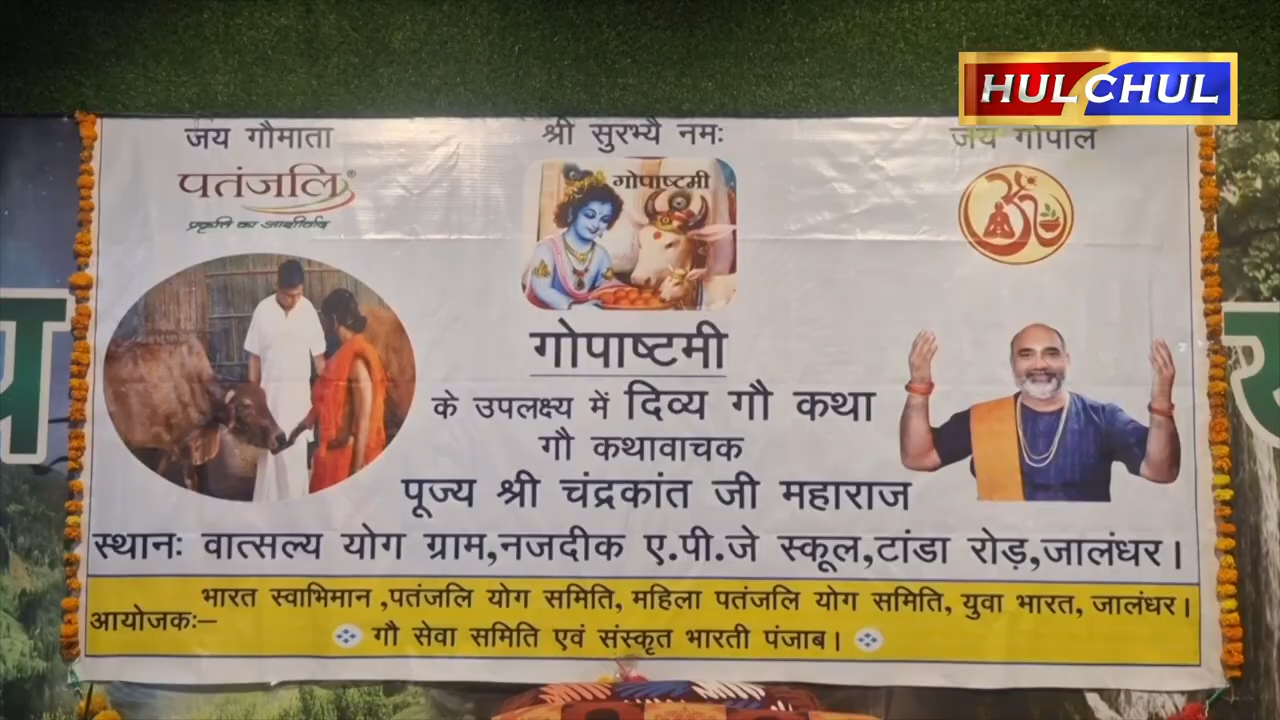 HULCHUL
जय गौमाता
श्री सुरभ्यै नमः
जय गोपाल
पतंजलि®
प्रकृति का आशीर्वाद
गोपाष्टमी
ॐ
गोपाष्टमी
के उपलक्ष्य में दिव्य गौ कथा
गौ कथावाचक
पूज्य श्री चंद्रकांत जी महाराज
स्थानः वात्सल्य योग ग्राम,नजदीक ए.पी.जे स्कूल,टांडा रोड़,जालंधर।
भारत स्वाभिमान ,पतंजलि योग समिति, महिला पतंजलि योग समिति, युवा भारत, जालंधर।
आयोजकः–
गौ सेवा समिति एवं संस्कृत भारती पंजाब।